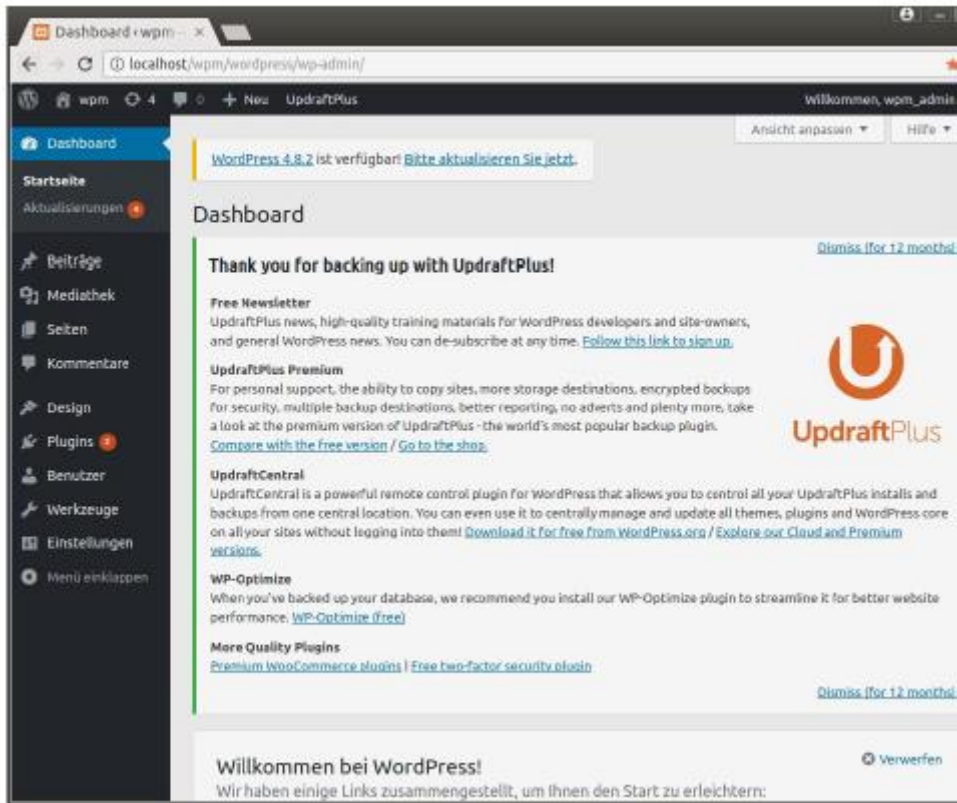 Dashboard ‹ wpm –
localhost/wpm/wordpress/wp-admin/
wpm 4 0 + Neu UpdraftPlus Willkommen, wpm_admin
Dashboard
Startseite
Aktualisierungen 4
Beiträge
Mediathek
Seiten
Kommentare
Design
Plugins 2
Benutzer
Werkzeuge
Einstellungen
Menü einklappen
Ansicht anpassen Hilfe
WordPress 4.8.2 ist verfügbar! Bitte aktualisieren Sie jetzt.
Dashboard
Dismiss (for 12 months)
Thank you for backing up with UpdraftPlus!
Free Newsletter
UpdraftPlus news, high-quality training materials for WordPress developers and site-owners,
and general WordPress news. You can de-subscribe at any time. Follow this link to sign up.
UpdraftPlus Premium
For personal support, the ability to copy sites, more storage destinations, encrypted backups
for security, multiple backup destinations, better reporting, no adverts and plenty more, take
a look at the premium version of UpdraftPlus - the world's most popular backup plugin.
Compare with the free version / Go to the shop.
UpdraftPlus
UpdraftCentral
UpdraftCentral is a powerful remote control plugin for WordPress that allows you to control all your UpdraftPlus installs and
backups from one central location. You can even use it to centrally manage and update all themes, plugins and WordPress core
on all your sites without logging into them! Download it for free from WordPress.org / Explore our Cloud and Premium
versions.
WP-Optimize
When you've backed up your database, we recommend you install our WP-Optimize plugin to streamline it for better website
performance. WP-Optimize (free)
More Quality Plugins
Premium WooCommerce plugins | Free two-factor security plugin
Dismiss (for 12 months)
Willkommen bei WordPress!
Verwerfen
Wir haben einige Links zusammengestellt, um Ihnen den Start zu erleichtern: